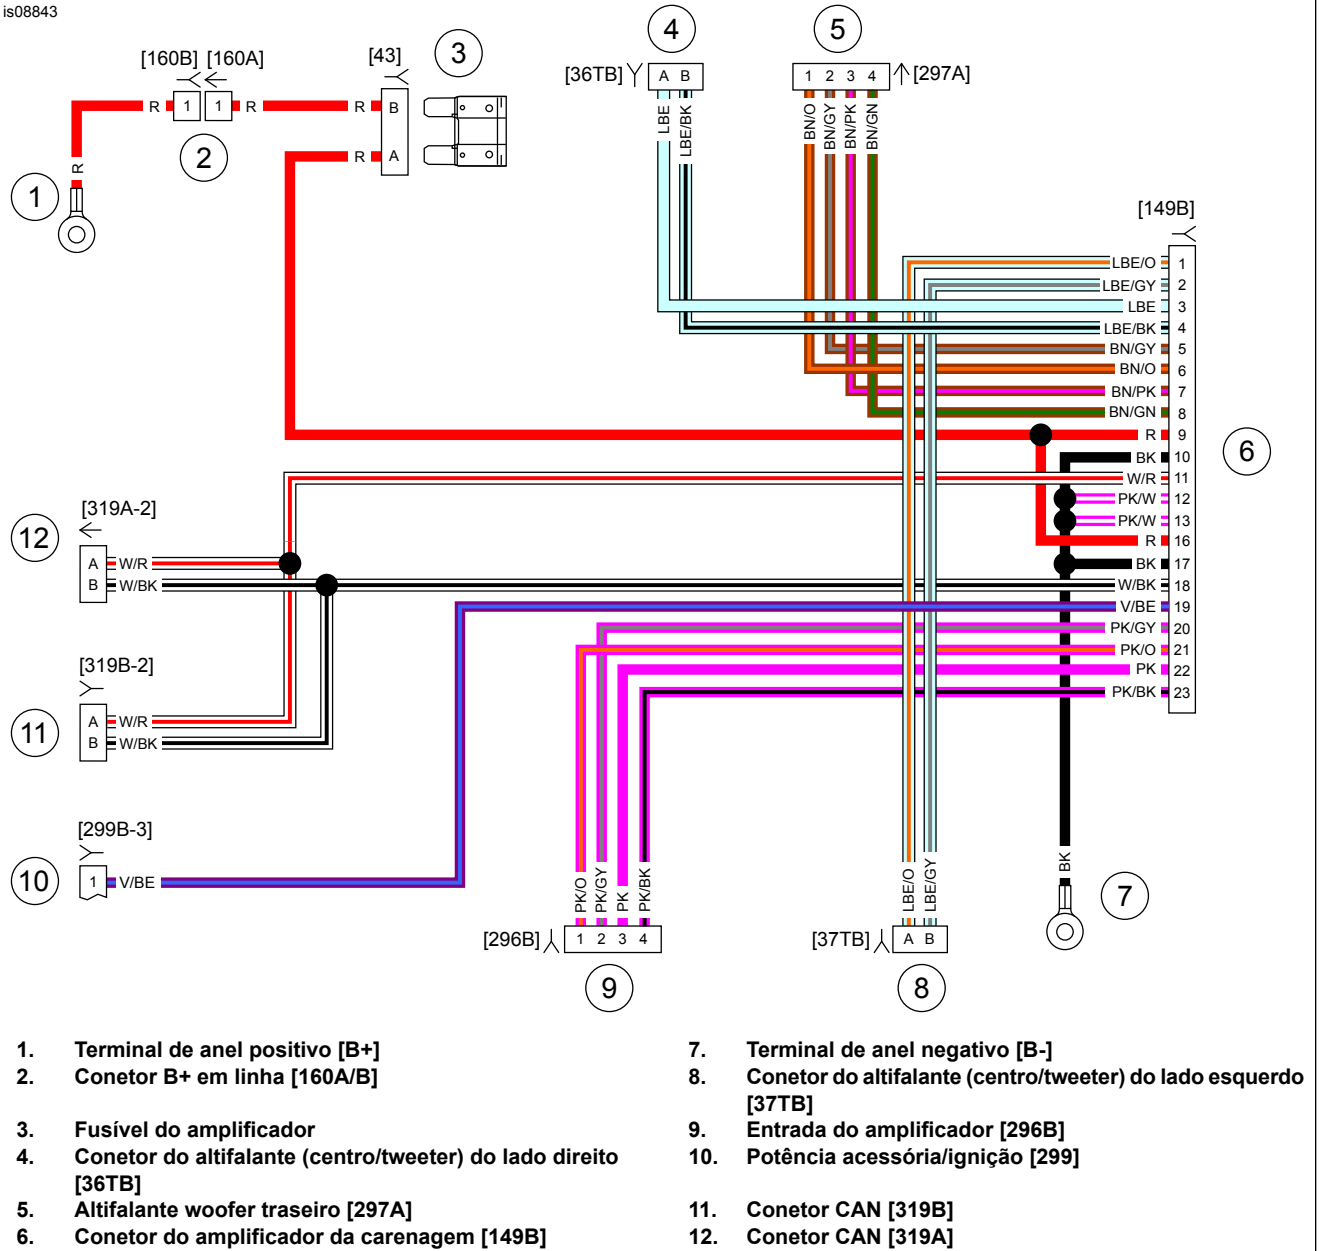 is08843
[160B] [160A]
[43]
3
4
5
[36TB]
A B
1 2 3 4
[297A]
R
1
1
R
R
B
2
R
A
R
1
LBE
LBE/BK
BN/O
BN/GY
BN/PK
BN/GN
[149B]
LBE/O 1
LBE/GY 2
LBE 3
LBE/BK 4
BN/GY 5
BN/O 6
BN/PK 7
BN/GN 8
R 9
BK 10
W/R 11
PK/W 12
PK/W 13
R 16
BK 17
W/BK 18
V/BE 19
PK/GY 20
PK/O 21
PK 22
PK/BK 23
6
[319A-2]
12
A W/R
B W/BK
[319B-2]
11
A W/R
B W/BK
[299B-3]
10
1 V/BE
PK/O
PK/GY
PK
PK/BK
LBE/O
LBE/GY
BK
7
[296B]
1 2 3 4
9
[37TB]
A B
8
1. Terminal de anel positivo [B+]
2. Conetor B+ em linha [160A/B]
3. Fusível do amplificador
4. Conetor do altifalante (centro/tweeter) do lado direito
[36TB]
5. Altifalante woofer traseiro [297A]
6. Conetor do amplificador da carenagem [149B]
7. Terminal de anel negativo [B-]
8. Conetor do altifalante (centro/tweeter) do lado esquerdo
[37TB]
9. Entrada do amplificador [296B]
10. Potência acessória/ignição [299]
11. Conetor CAN [319B]
12. Conetor CAN [319A]